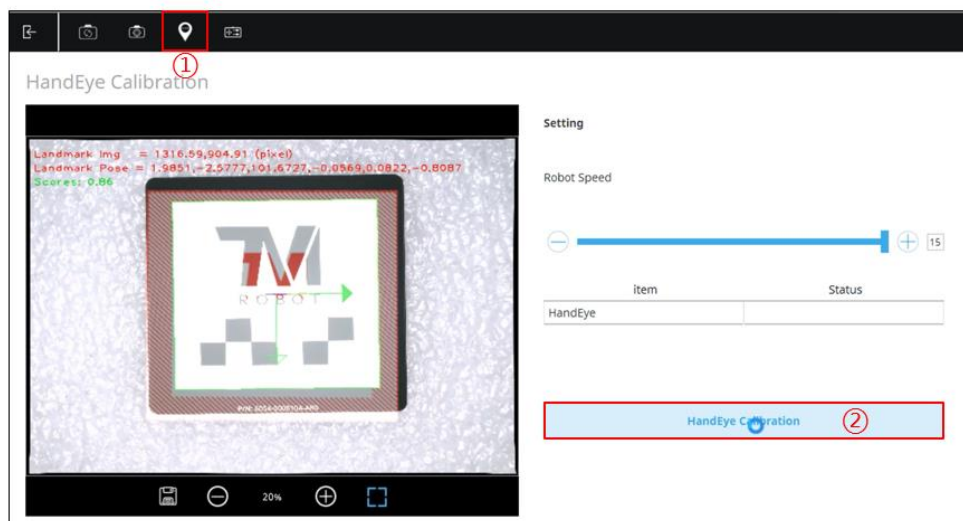 ①
HandEye Calibration
Landmark Img = 1316.59,904.91 (pixel)
Landmark Pose = 1.9851,-2.5777,101.6727,-0.0569,0.0822,-0.8087
Scores: 0.86
TM
ROBOT
20%
Setting
Robot Speed
15
item Status
HandEye
HandEye Calibration ②